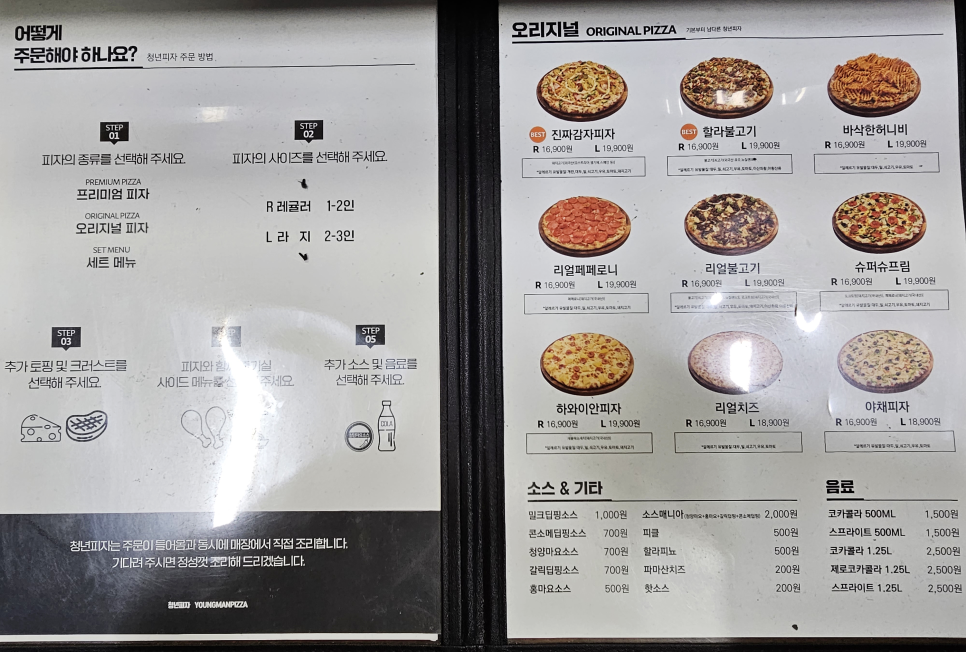 어떻게
주문해야 하나요? 청년피자 주문 방법
STEP
01
피자의 종류를 선택해 주세요.
PREMIUM PIZZA
프리미엄 피자
ORIGINAL PIZZA
오리지널 피자
SET MENU
세트 메뉴
STEP
02
피자의 사이즈를 선택해 주세요.
R 레귤러 1-2인
L 라 지 2-3인
STEP
03
추가 토핑 및 크러스트를
선택해 주세요.
피자와
사이드 메뉴
STEP
05
추가 소스 및 음료를
선택해 주세요.
COLA
청년피자는 주문이 들어옴과 동시에 매장에서 직접 조리합니다.
기다려 주시면 정성껏 조리해 드리겠습니다.
청년피자 YOUNGMANPIZZA
오리지널 ORIGINAL PIZZA 기본부터 남다른 청년피자
BEST 진짜감자피자
R 16,900원 L 19,900원
BEST 할라불고기
R 16,900원 L 19,900원
바삭한허니비
R 16,900원 L 19,900원
리얼페페로니
R 16,900원 L 19,900원
리얼불고기
R 16,900원 L 19,900원
슈퍼슈프림
R 16,900원 L 19,900원
하와이안피자
R 16,900원 L 19,900원
리얼치즈
R 16,900원 L 18,900원
야채피자
R 16,900원 L 18,900원
소스 & 기타
밀크딥핑소스 1,000원
콘소메딥핑소스 700원
청양마요소스 700원
갈릭딥핑소스 700원
홀마요소스 500원
소스매니아 2,000원
피클 500원
할라피뇨 500원
파마산치즈 200원
핫소스 200원
음료
코카콜라 500ML 1,500원
스프라이트 500ML 1,500원
코카콜라 1.25L 2,500원
제로코카콜라 1.25L 2,500원
스프라이트 1.25L 2,500원